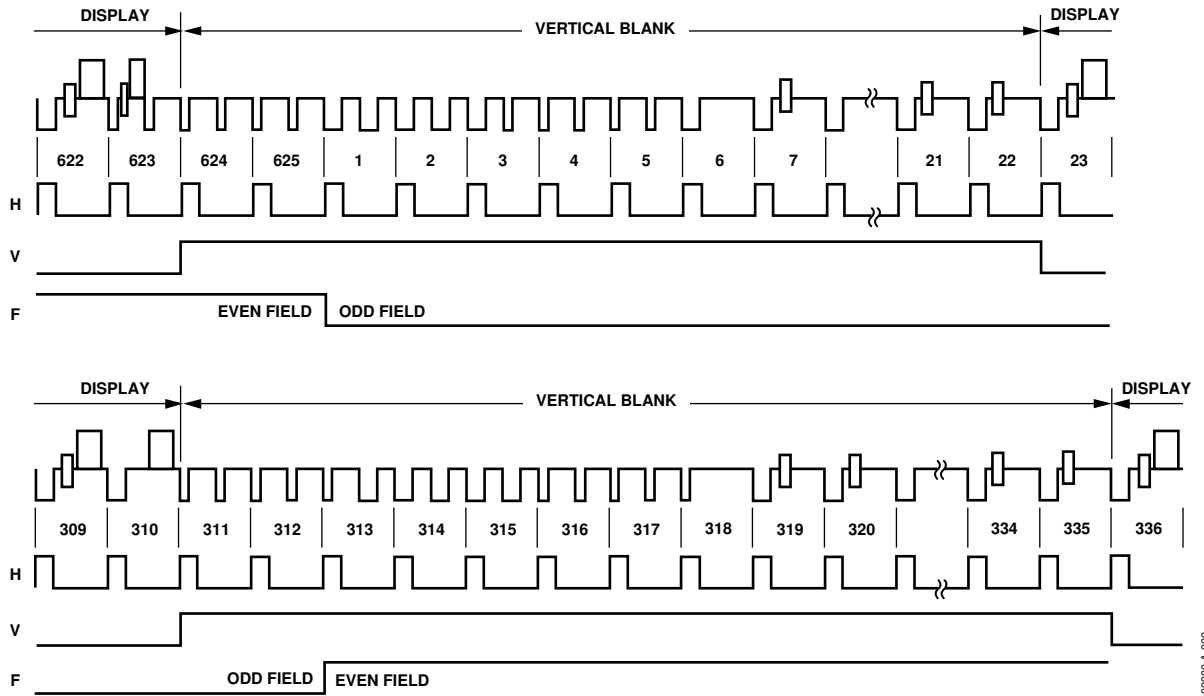 DISPLAY VERTICAL BLANK DISPLAY
622 623 624 625 1 2 3 4 5 6 7 21 22 23
H
V
F EVEN FIELD ODD FIELD
DISPLAY VERTICAL BLANK DISPLAY
309 310 311 312 313 314 315 316 317 318 319 320 334 335 336
H
V
F ODD FIELD EVEN FIELD